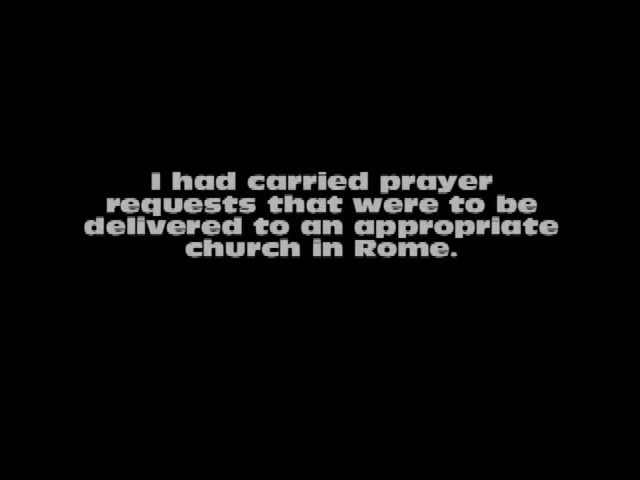 I had carried prayer
requests that were to be
delivered to an appropriate
church in Rome.